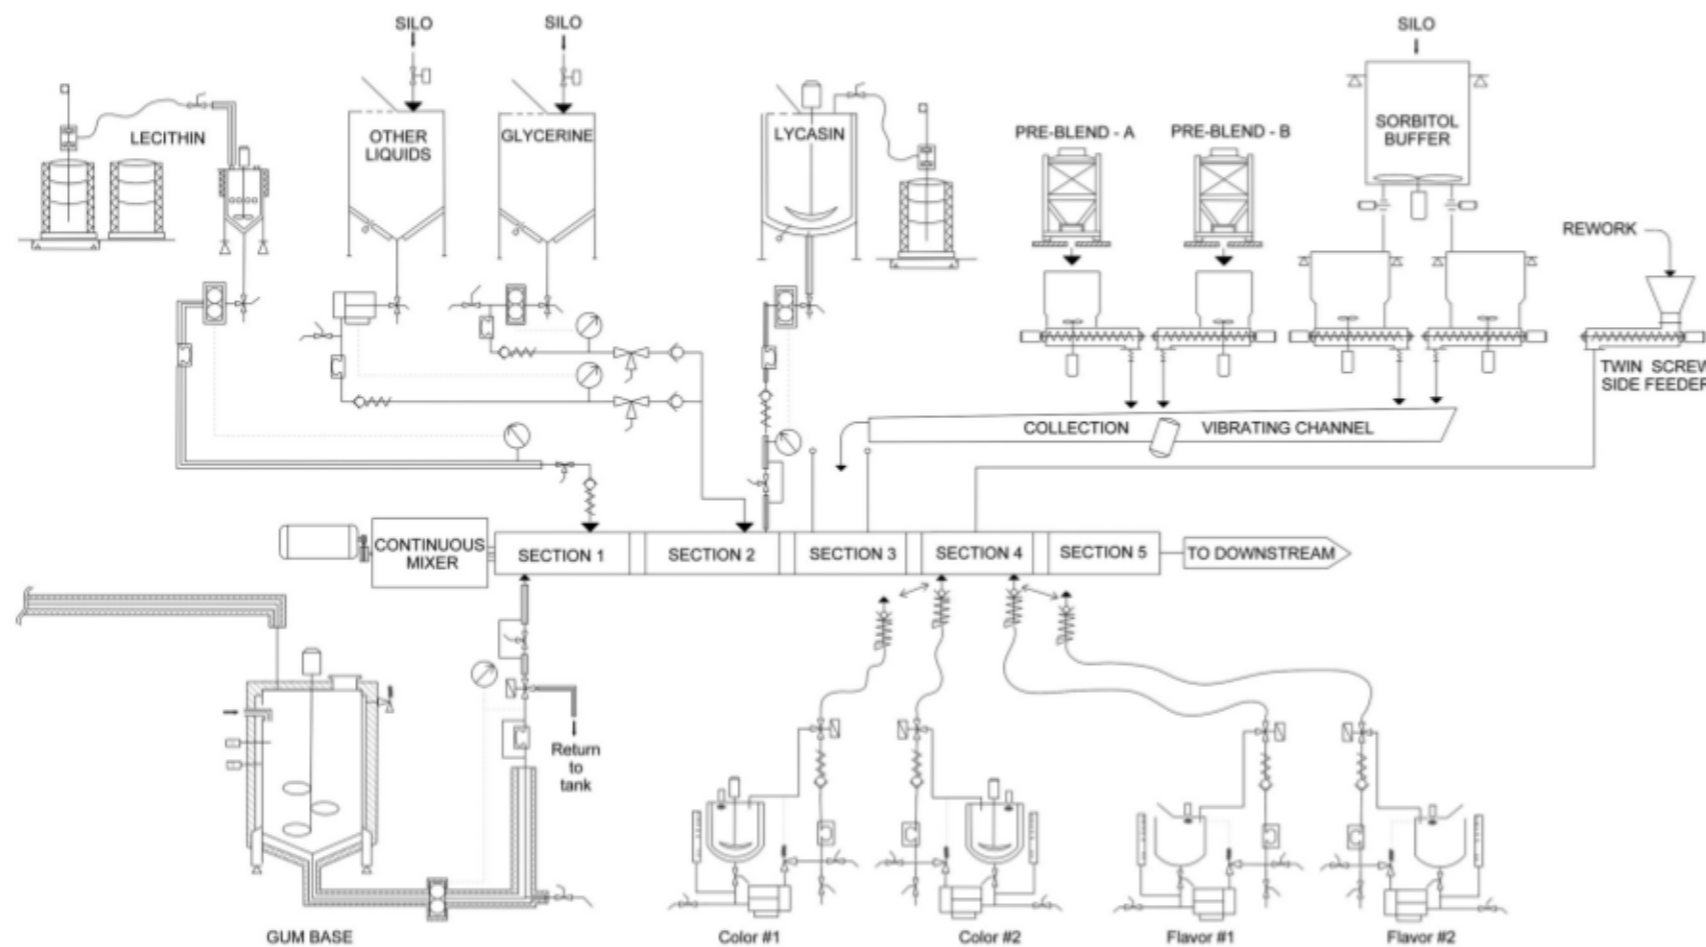 SILO
SILO
SILO
LECITHIN
OTHER
LIQUIDS
GLYCERINE
LYCASIN
PRE-BLEND - A
PRE-BLEND - B
SORBITOL
BUFFER
REWORK
TWIN SCREW
SIDE FEEDER
COLLECTION
VIBRATING CHANNEL
CONTINUOUS
MIXER
SECTION 1
SECTION 2
SECTION 3
SECTION 4
SECTION 5
TO DOWNSTREAM
Return
to
tank
GUM BASE
Color #1
Color #2
Flavor #1
Flavor #2